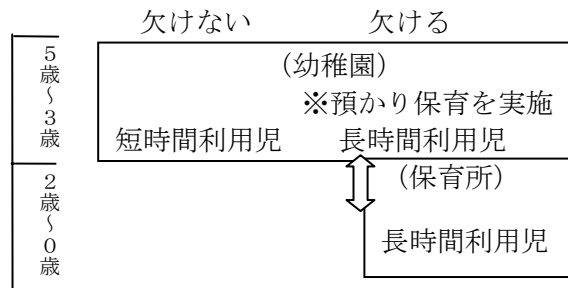 欠けない 欠ける
5歳～3歳
(幼稚園)
※預かり保育を実施
短時間利用児 長時間利用児
2歳～0歳
(保育所)
長時間利用児